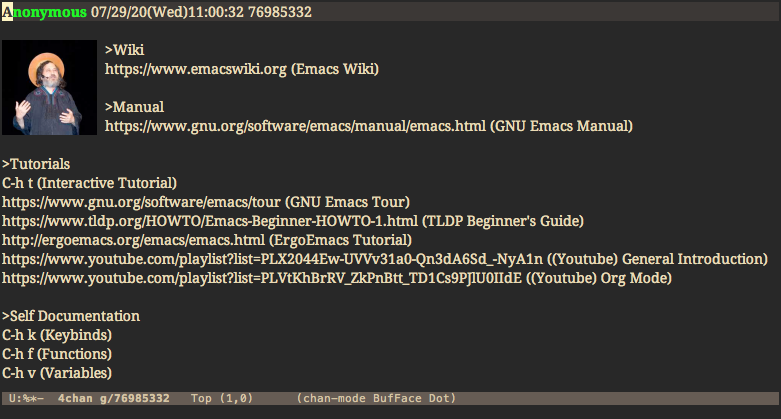 Anonymous 07/29/20(Wed)11:00:32 76985332
>Wiki
https://www.emacswiki.org (Emacs Wiki)
>Manual
https://www.gnu.org/software/emacs/manual/emacs.html (GNU Emacs Manual)
>Tutorials
C-h t (Interactive Tutorial)
https://www.gnu.org/software/emacs/tour (GNU Emacs Tour)
https://www.tldp.org/HOWTO/Emacs-Beginner-HOWTO-1.html (TLDP Beginner's Guide)
http://ergoemacs.org/emacs/emacs.html (ErgoEmacs Tutorial)
https://www.youtube.com/playlist?list=PLX2044Ew-UVVv31a0-Qn3dA6Sd_-NyA1n ((Youtube) General Introduction)
https://www.youtube.com/playlist?list=PLVtKhBrRV_ZkPnBtt_TD1Cs9PJlU0IIdE ((Youtube) Org Mode)
>Self Documentation
C-h k (Keybinds)
C-h f (Functions)
C-h v (Variables)
U:%*- 4chan g/76985332 Top (1,0) (chan-mode BufFace Dot)